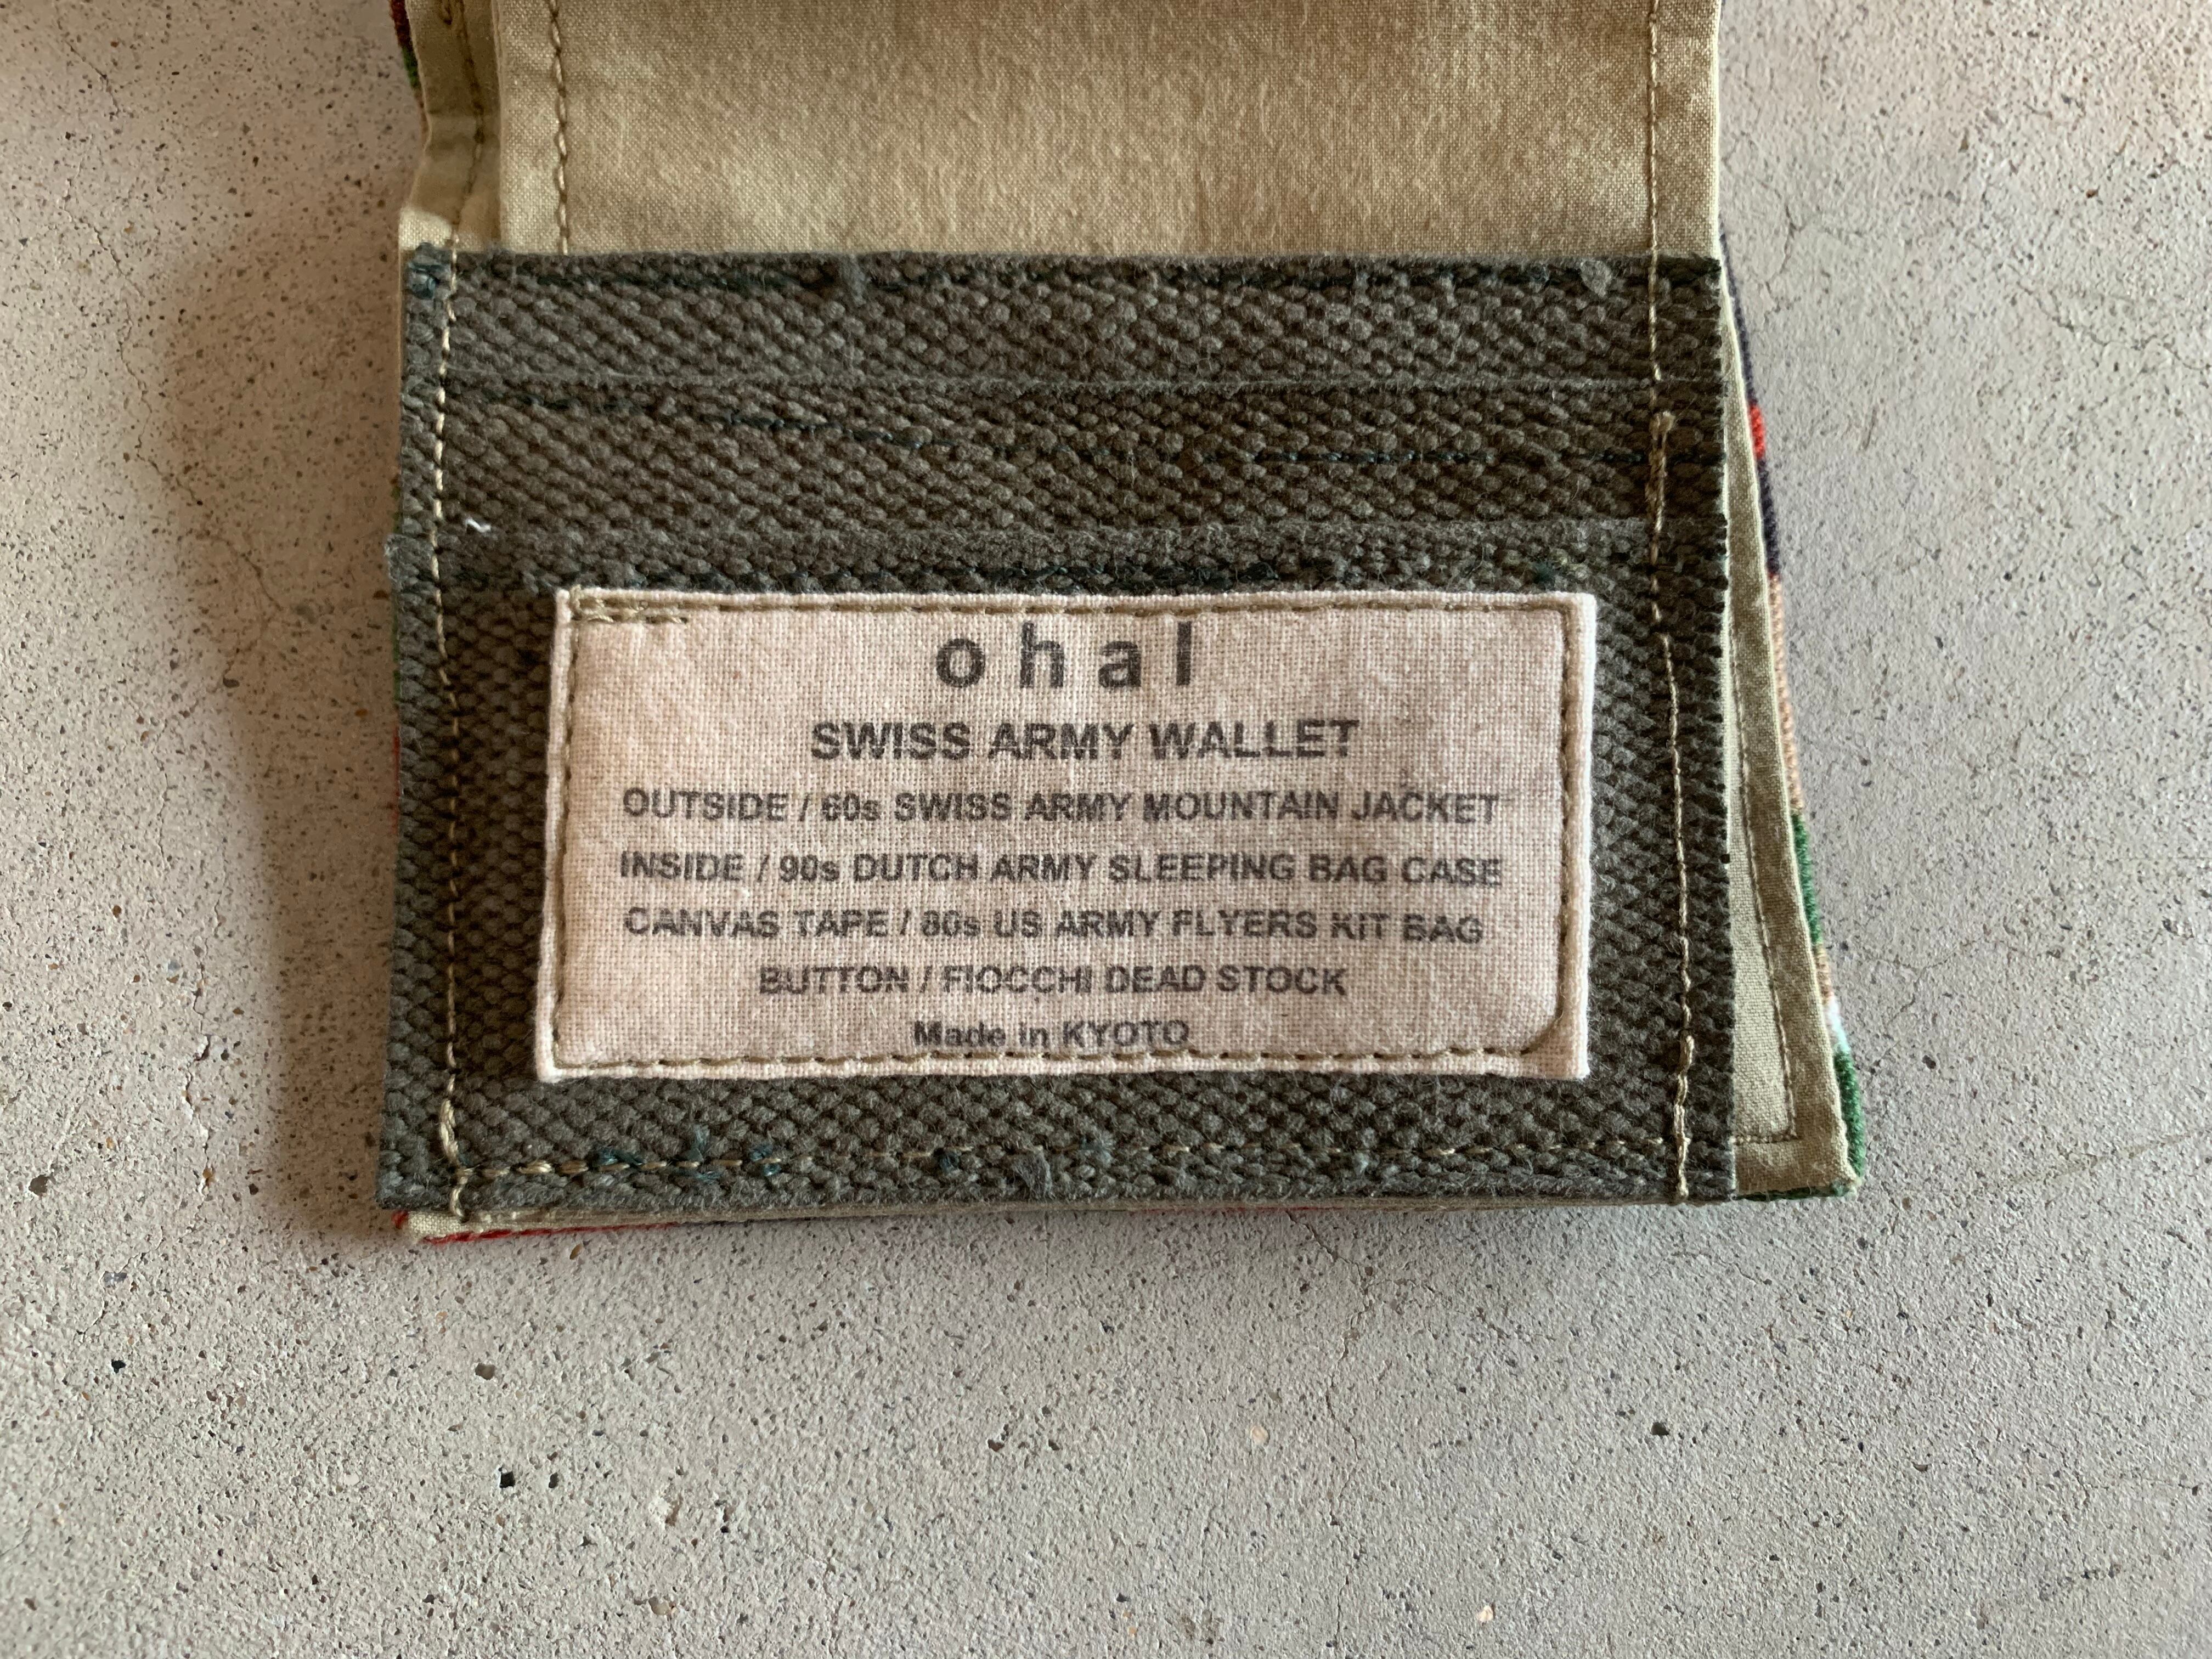 ohal
SWISS ARMY WALLET
OUTSIDE / 60s SWISS ARMY MOUNTAIN JACKET
INSIDE / 90s DUTCH ARMY SLEEPING BAG CASE
CANVAS TAPE / 80s US ARMY FLYERS KIT BAG
BUTTON / FIOCCHI DEAD STOCK
Made in KYOTO